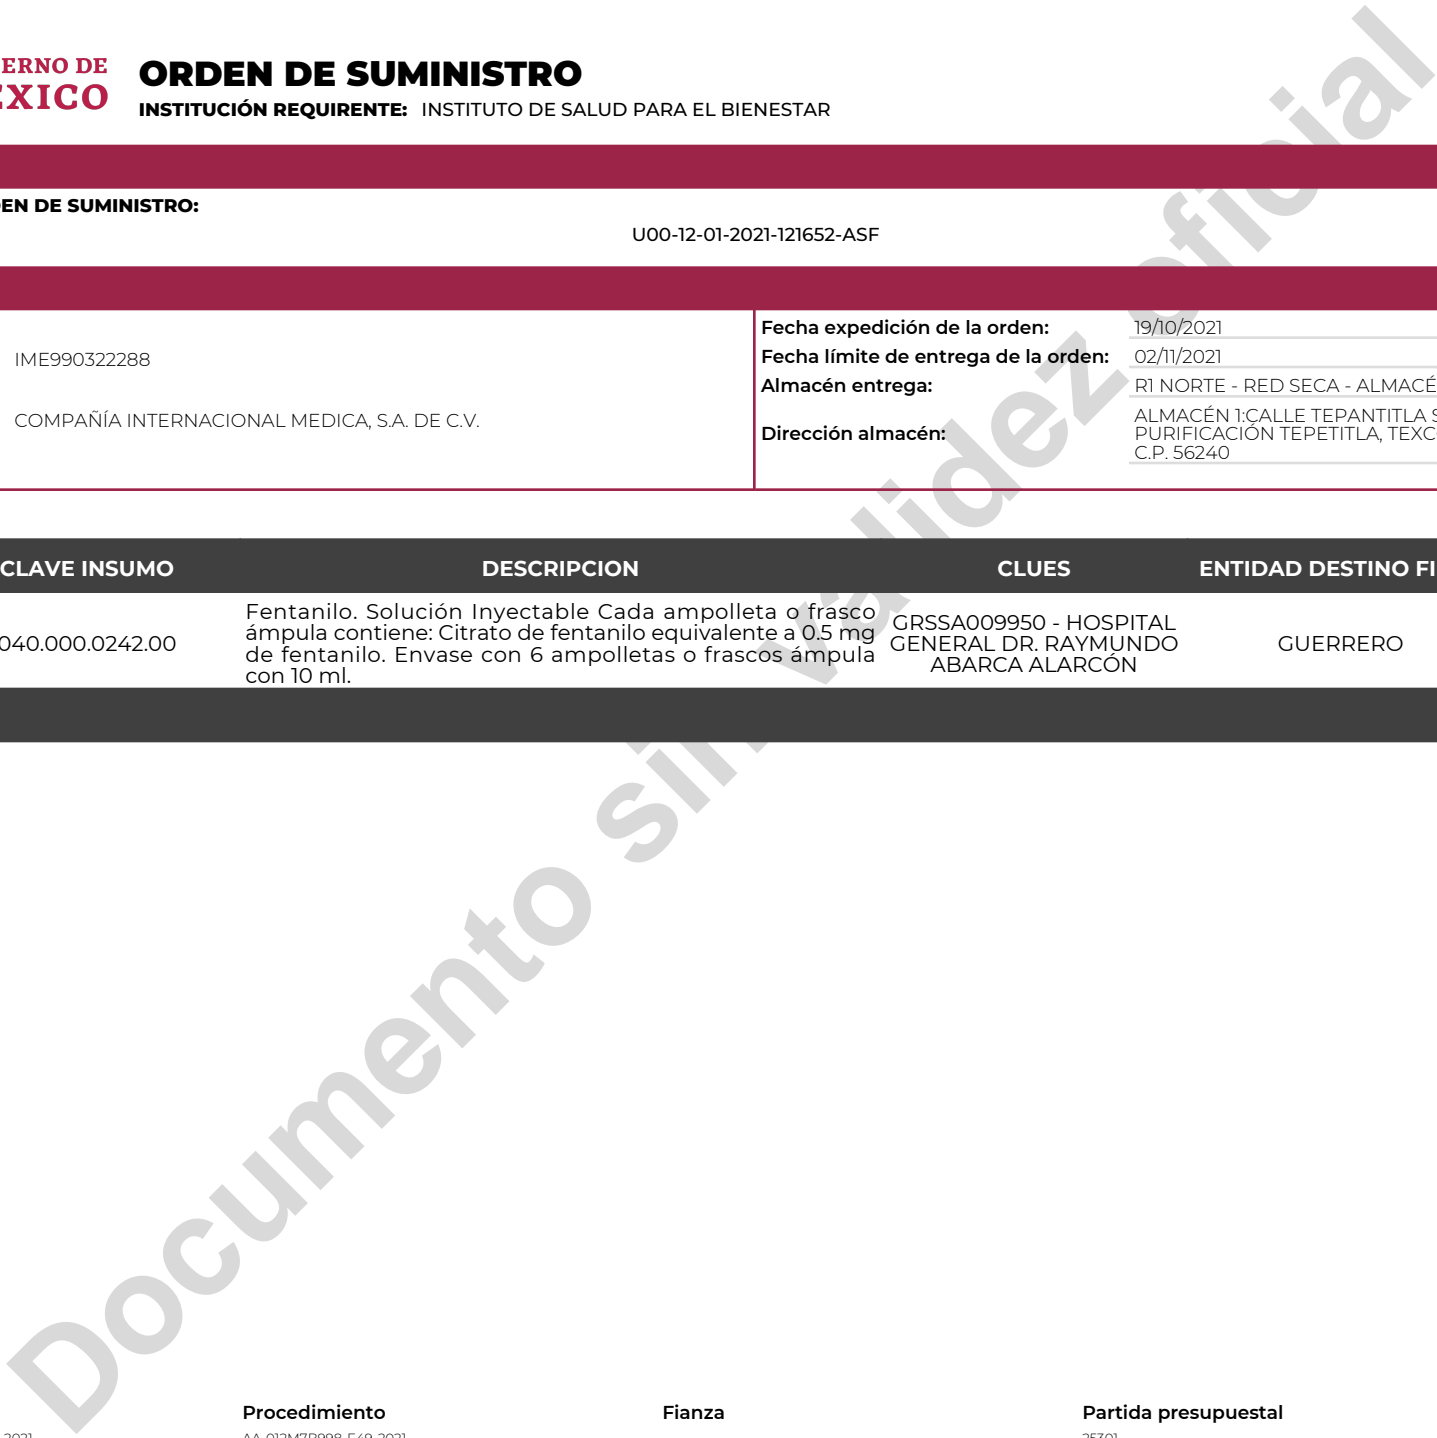 ERNO DE
EXICO
ORDEN DE SUMINISTRO
INSTITUCIÓN REQUIRENTE: INSTITUTO DE SALUD PARA EL BIENESTAR
EN DE SUMINISTRO:
U00-12-01-2021-121652-ASF
IME990322288
COMPAÑÍA INTERNACIONAL MEDICA, S.A. DE C.V.
Fecha expedición de la orden: 19/10/2021
Fecha límite de entrega de la orden: 02/11/2021
Almacén entrega: R1 NORTE - RED SECA - ALMACÉ
Dirección almacén:
ALMACÉN 1:CALLE TEPANTITLA S
PURIFICACIÓN TEPETITLA, TEXC
C.P. 56240
CLAVE INSUMO DESCRIPCION CLUES ENTIDAD DESTINO FI
040.000.0242.00
Fentanilo. Solución Inyectable Cada ampolleta o frasco
ámpula contiene: Citrato de fentanilo equivalente a 0.5 mg
de fentanilo. Envase con 6 ampolletas o frascos ámpula
con 10 ml.
GRSSA009950 - HOSPITAL
GENERAL DR. RAYMUNDO
ABARCA ALARCÓN
GUERRERO
Documento sin validez oficial
Procedimiento Fianza Partida presupuestal